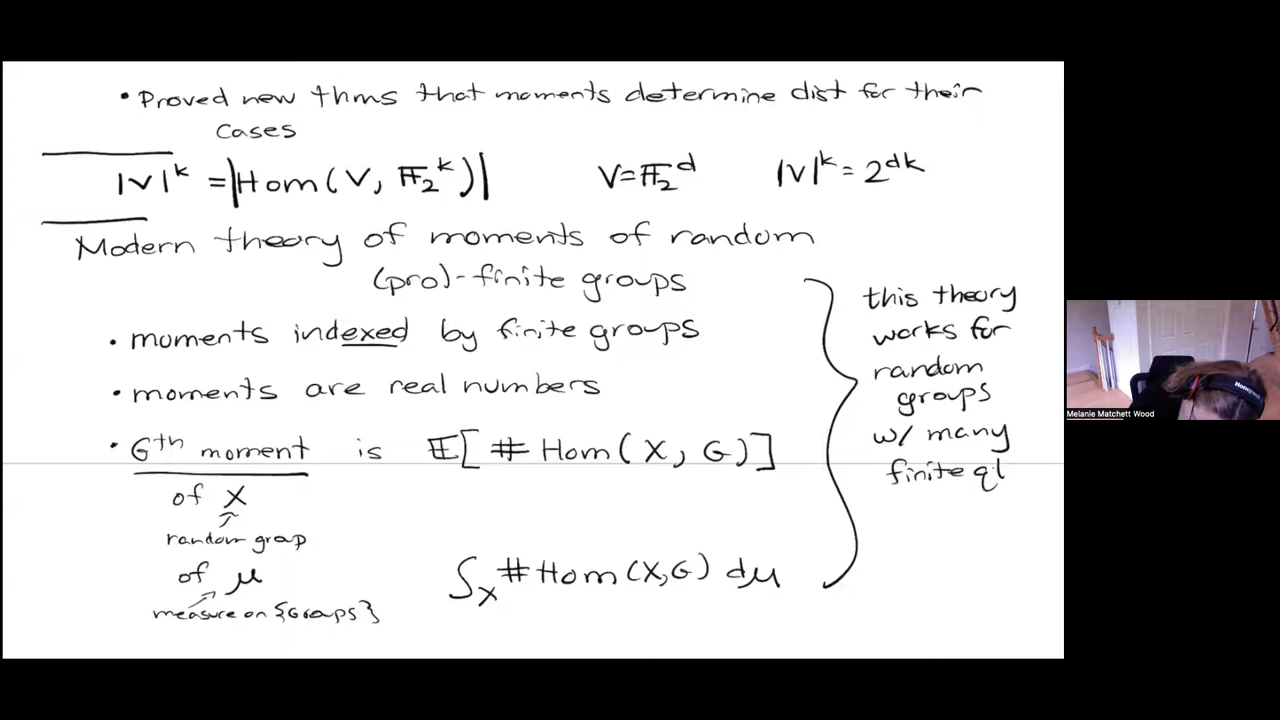 • Proved new thms that moments determine dist for their
cases
|V|^k = |Hom(V, 𝔽_2^k)|    V=𝔽_2^d    |V|^k = 2^{dk}
Modern theory of moments of random
(pro)-finite groups
• moments indexed by finite groups
• moments are real numbers
• Gth moment is 𝔼[#Hom(X, G)]
of X
random group
of μ
measure on {Groups}
∫_X #Hom(X,G) dμ
this theory
works for
random
groups
w/ many
finite qt
Melanie Matchett Wood
Honeywell